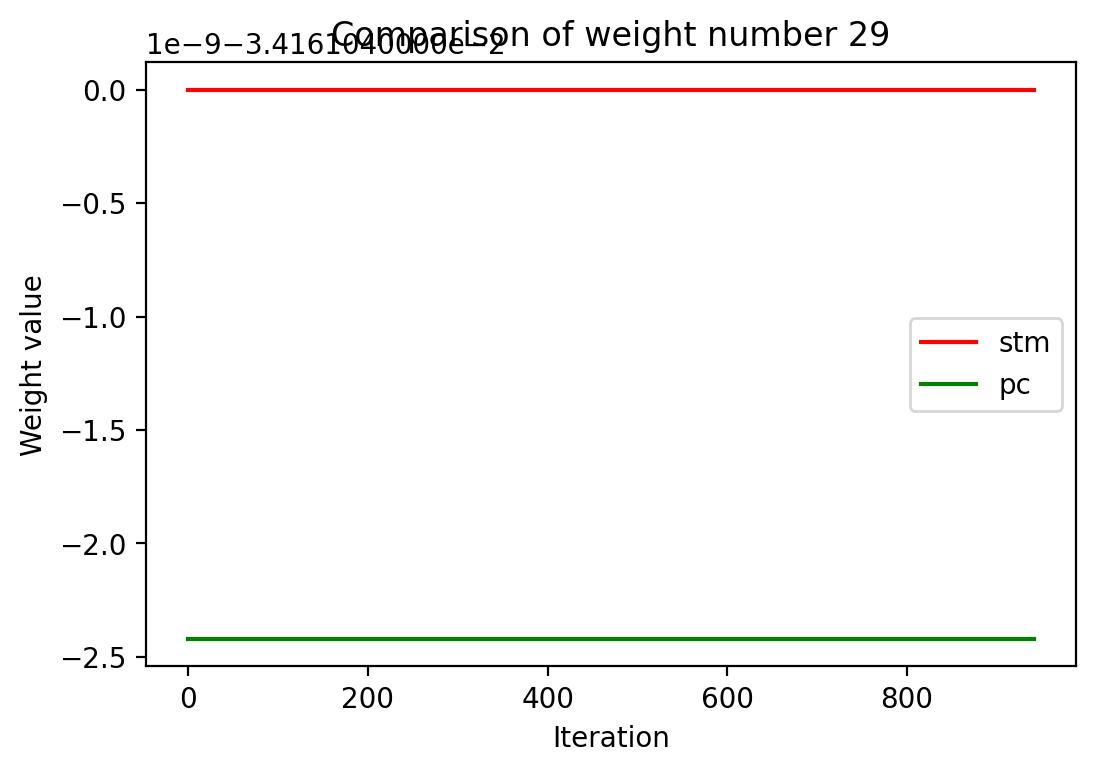 Comparison of weight number 29
1e−9−3.4161040000e−2
0.0
−0.5
−1.0
−1.5
−2.0
−2.5
Weight value
stm
pc
0 200 400 600 800
Iteration